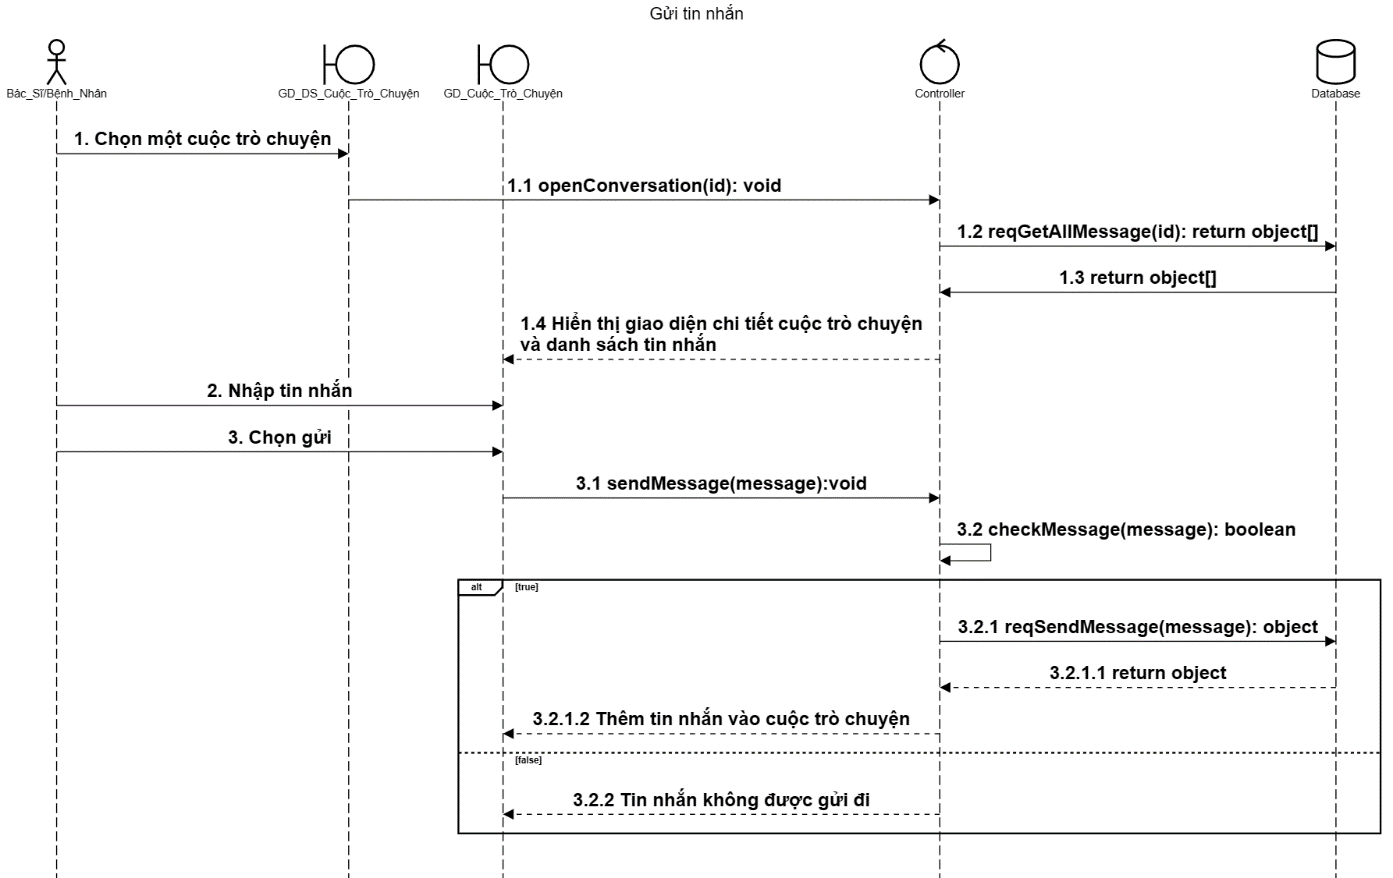 Gửi tin nhắn
Bác_Sĩ/Bệnh_Nhân
GD_DS_Cuộc_Trò_Chuyện
GD_Cuộc_Trò_Chuyện
Controller
Database
1. Chọn một cuộc trò chuyện
1.1 openConversation(id): void
1.2 reqGetAllMessage(id): return object[]
1.3 return object[]
1.4 Hiển thị giao diện chi tiết cuộc trò chuyện
và danh sách tin nhắn
2. Nhập tin nhắn
3. Chọn gửi
3.1 sendMessage(message):void
3.2 checkMessage(message): boolean
alt
[true]
3.2.1 reqSendMessage(message): object
3.2.1.1 return object
3.2.1.2 Thêm tin nhắn vào cuộc trò chuyện
[false]
3.2.2 Tin nhắn không được gửi đi